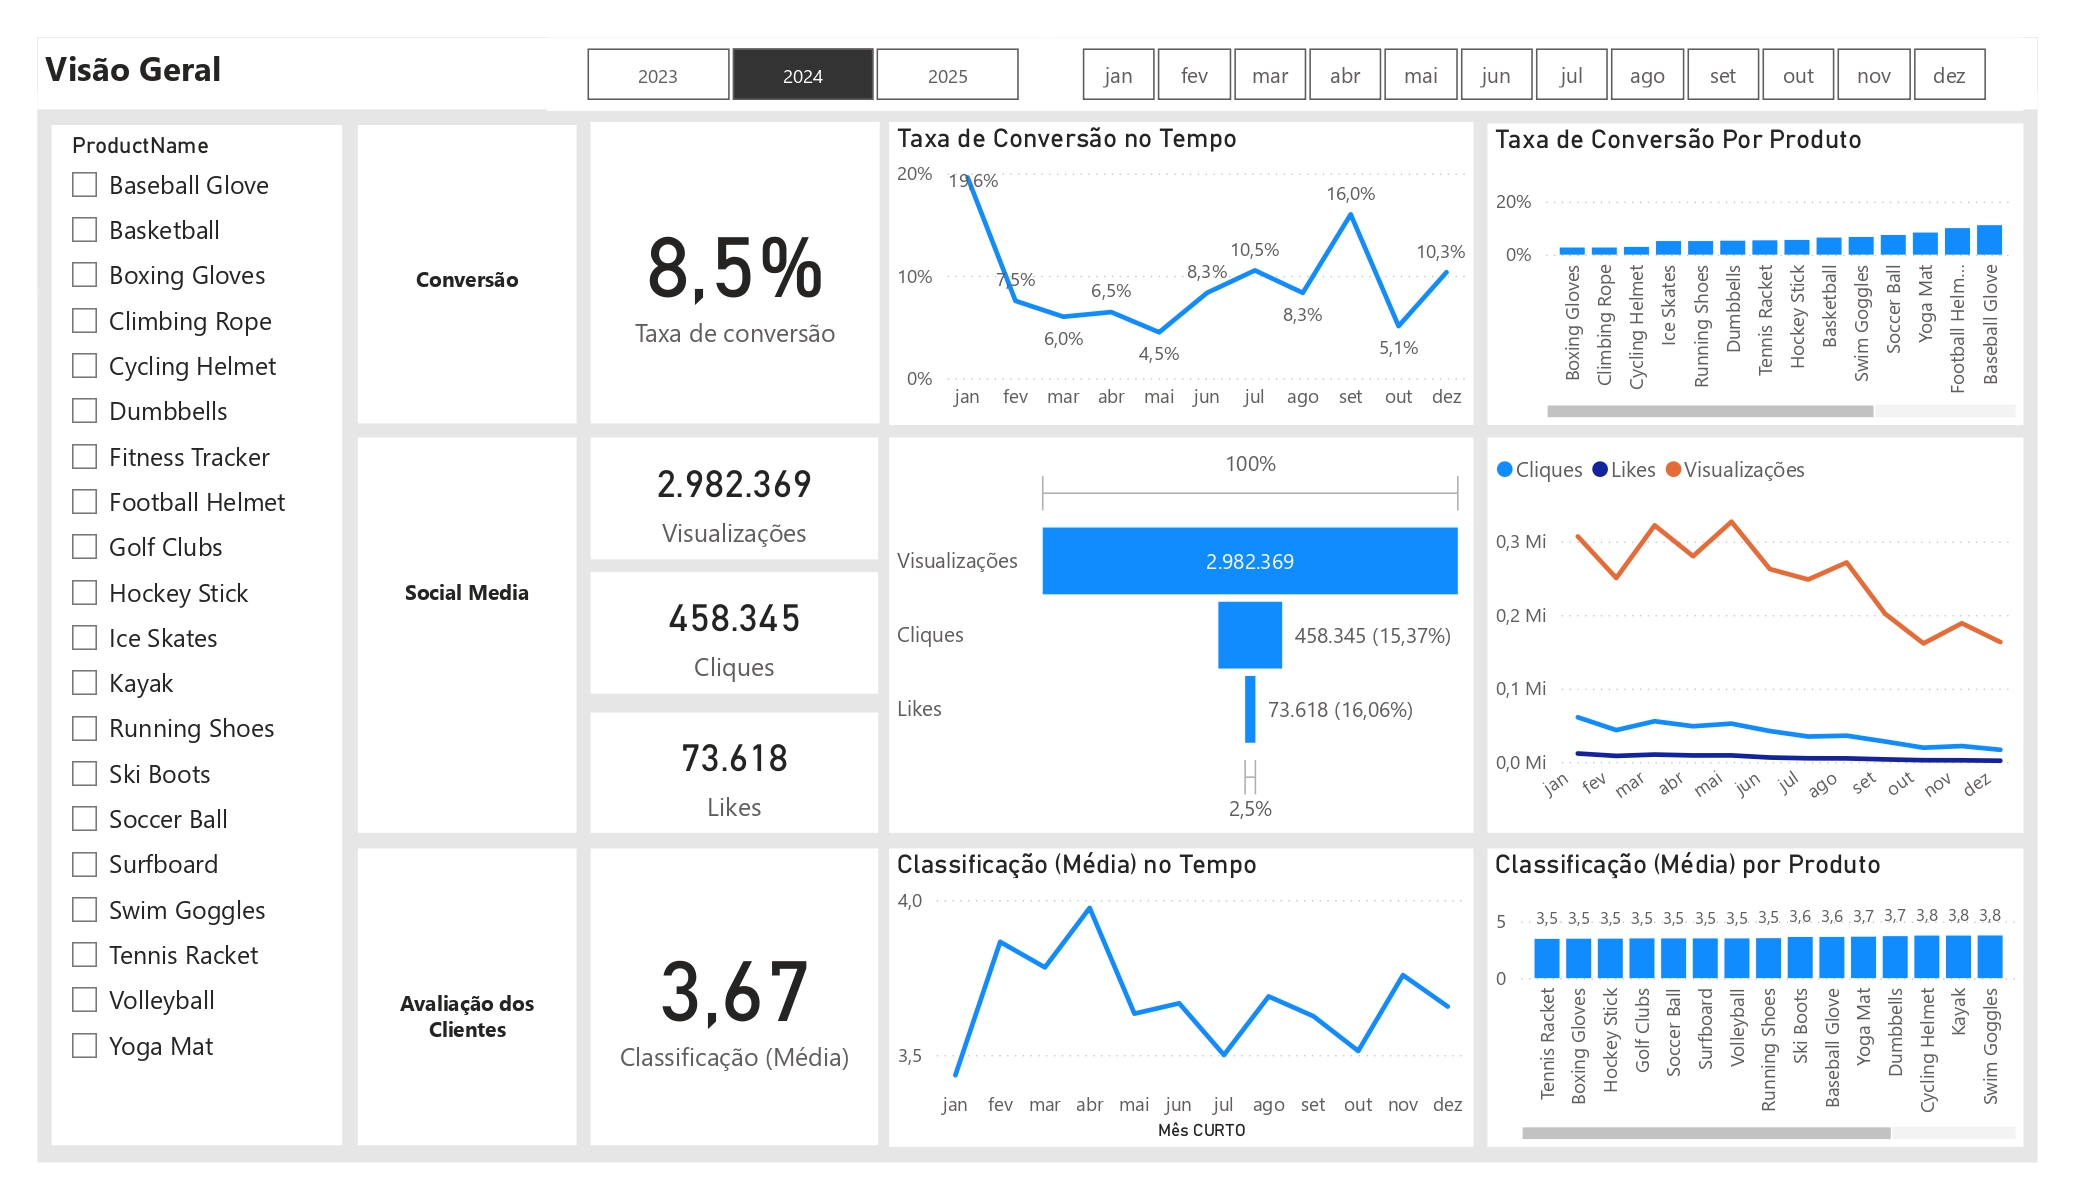 Visão Geral
2023
2024
2025
jan
fev
mar
abr
mai
jun
jul
ago
set
out
nov
dez
ProductName
Baseball Glove
Basketball
Boxing Gloves
Climbing Rope
Cycling Helmet
Dumbbells
Fitness Tracker
Football Helmet
Golf Clubs
Hockey Stick
Ice Skates
Kayak
Running Shoes
Ski Boots
Soccer Ball
Surfboard
Swim Goggles
Tennis Racket
Volleyball
Yoga Mat
Conversão
8,5%
Taxa de conversão
Taxa de Conversão no Tempo
20%
10%
0%
19,6%
7,5%
6,0%
6,5%
4,5%
8,3%
10,5%
8,3%
16,0%
5,1%
10,3%
jan
fev
mar
abr
mai
jun
jul
ago
set
out
dez
Taxa de Conversão Por Produto
20%
0%
Boxing Gloves
Climbing Rope
Cycling Helmet
Ice Skates
Running Shoes
Dumbbells
Tennis Racket
Hockey Stick
Basketball
Swim Goggles
Soccer Ball
Yoga Mat
Football Helm...
Baseball Glove
Social Media
2.982.369
Visualizações
458.345
Cliques
73.618
Likes
100%
Visualizações
2.982.369
Cliques
458.345 (15,37%)
Likes
73.618 (16,06%)
2,5%
Cliques
Likes
Visualizações
0,3 Mi
0,2 Mi
0,1 Mi
0,0 Mi
jan
fev
mar
abr
mai
jun
jul
ago
set
out
nov
dez
Avaliação dos
Clientes
3,67
Classificação (Média)
Classificação (Média) no Tempo
4,0
3,5
jan
fev
mar
abr
mai
jun
jul
ago
set
out
nov
dez
Mês CURTO
Classificação (Média) por Produto
5
0
3,5
3,5
3,5
3,5
3,5
3,5
3,5
3,5
3,6
3,6
3,7
3,7
3,8
3,8
3,8
Tennis Racket
Boxing Gloves
Hockey Stick
Golf Clubs
Soccer Ball
Surfboard
Volleyball
Running Shoes
Ski Boots
Baseball Glove
Yoga Mat
Dumbbells
Cycling Helmet
Kayak
Swim Goggles